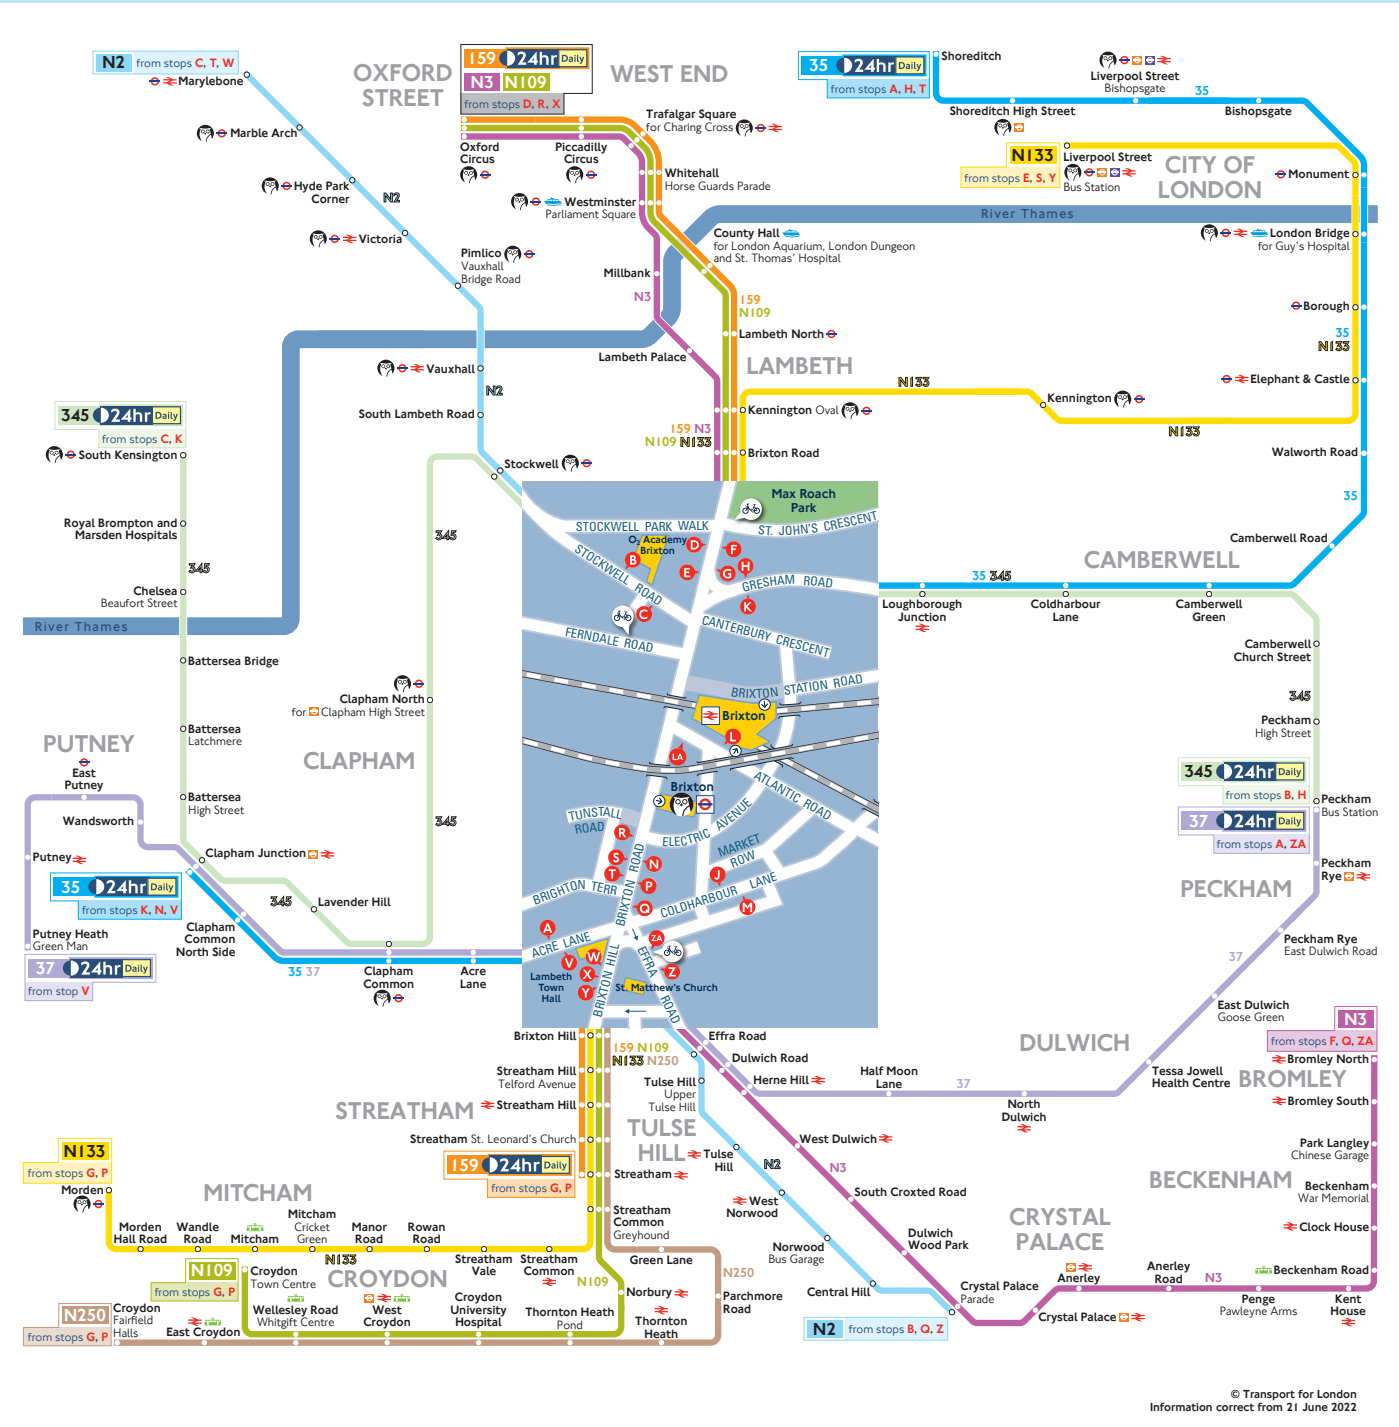 N2 from stops C, T, W
Marylebone
Marble Arch
Hyde Park
Corner
N2
Victoria
Pimlico
Vauxhall
Bridge Road
Vauxhall
N2
South Lambeth Road
Stockwell
OXFORD
STREET
159 24hr Daily
N3 N109
from stops D, R, X
WEST END
Oxford
Circus
Piccadilly
Circus
Trafalgar Square
for Charing Cross
Whitehall
Horse Guards Parade
Westminster
Parliament Square
County Hall
for London Aquarium, London Dungeon
and St. Thomas' Hospital
Millbank
N3
159
N109
Lambeth North
Lambeth Palace
LAMBETH
Kennington Oval
159 N3
N109 N133
Brixton Road
35 24hr Daily
from stops A, H, T
Shoreditch
Shoreditch High Street
Liverpool Street
Bishopsgate
35
Bishopsgate
N133
from stops E, S, Y
Liverpool Street
Bus Station
CITY OF
LONDON
Monument
River Thames
London Bridge
for Guy's Hospital
Borough
35
N133
Elephant & Castle
N133
Kennington
N133
Walworth Road
35
Camberwell Road
CAMBERWELL
35 345
Loughborough
Junction
Coldharbour
Lane
Camberwell
Green
Camberwell
Church Street
345
Peckham
High Street
345 24hr Daily
from stops B, H
Peckham
Bus Station
37 24hr Daily
from stops A, ZA
Peckham
Rye
PECKHAM
Peckham Rye
East Dulwich Road
37
East Dulwich
Goose Green
DULWICH
Tessa Jowell
Health Centre
345 24hr Daily
from stops C, K
South Kensington
Royal Brompton and
Marsden Hospitals
345
Chelsea
Beaufort Street
River Thames
Battersea Bridge
Battersea
Latchmere
Battersea
High Street
345
Clapham North
for Clapham High Street
CLAPHAM
345
PUTNEY
East
Putney
Wandsworth
Putney
Clapham Junction
35 24hr Daily
from stops K, N, V
345
Lavender Hill
Putney Heath
Green Man
37 24hr Daily
from stop V
Clapham
Common
North Side
35 37
Clapham
Common
Acre
Lane
Max Roach
Park
STOCKWELL PARK WALK
ST. JOHN'S CRESCENT
O2 Academy
Brixton
D
F
B
E
G
H
STOCKWELL ROAD
GRESHAM ROAD
C
K
FERNDALE ROAD
CANTERBURY CRESCENT
BRIXTON STATION ROAD
Brixton
L
LA
Brixton
ATLANTIC ROAD
TUNSTALL
ROAD
R
ELECTRIC AVENUE
MARKET
ROW
S
N
T
P
J
BRIGHTON TERR
BRIXTON ROAD
Q
COLDHARBOUR LANE
M
A
ACRE LANE
ZA
V
W
X
Y
Z
Lambeth
Town
Hall
BRIXTON HILL
EFFRA ROAD
St. Matthew's Church
Brixton Hill
159 N109
N133 N250
Streatham Hill
Telford Avenue
STREATHAM
Streatham Hill
Streatham St. Leonard's Church
159 24hr Daily
from stops G, P
Streatham
Streatham
Common
Greyhound
Effra Road
Dulwich Road
Herne Hill
Tulse Hill
Upper
Tulse Hill
Half Moon
Lane
37
North
Dulwich
TULSE
HILL
Tulse
Hill
N2
West Dulwich
N3
West
Norwood
South Croxted Road
Norwood
Bus Garage
Dulwich
Wood Park
Central Hill
N2 from stops B, Q, Z
Crystal Palace
Parade
Crystal Palace
CRYSTAL
PALACE
Anerley
Anerley
Road
N3
Penge
Pawleyne Arms
Kent
House
Beckenham Road
Clock House
Beckenham
War Memorial
BECKENHAM
Park Langley
Chinese Garage
Bromley South
BROMLEY
Bromley North
N3
from stops F, Q, ZA
N133
from stops G, P
Morden
MITCHAM
Morden
Hall Road
Wandle
Road
Mitcham
Mitcham
Cricket
Green
N133
Manor
Road
Rowan
Road
Streatham
Vale
Streatham
Common
Green Lane
N250
Parchmore
Road
N109
from stops G, P
Croydon
Town Centre
CROYDON
N109
Norbury
N250
from stops G, P
Croydon
Fairfield
Halls
East Croydon
Wellesley Road
Whitgift Centre
West
Croydon
Croydon
University
Hospital
Thornton Heath
Pond
Thornton
Heath
© Transport for London
Information correct from 21 June 2022